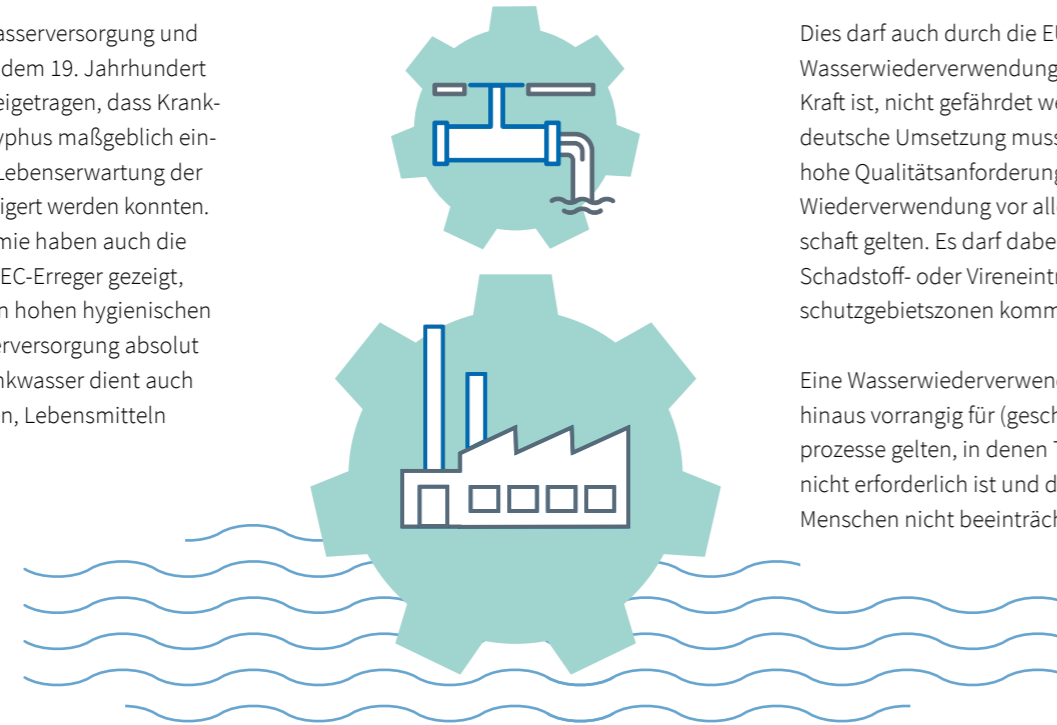 asserversorgung und
dem 19. Jahrhundert
eigetragen, dass Krank-
yphus maßgeblich ein-
Lebenserwartung der
igert werden konnten.
mie haben auch die
EC-Erreger gezeigt,
n hohen hygienischen
erversorgung absolut
nkwasser dient auch
n, Lebensmitteln
Dies darf auch durch die EU
Wasserwiederverwendung
Kraft ist, nicht gefährdet we
deutsche Umsetzung muss
hohe Qualitätsanforderung
Wiederverwendung vor alle
schaft gelten. Es darf dabe
Schadstoff- oder Vireneintr
schutzgebietszonen komm
Eine Wasserwiederverwend
hinaus vorrangig für (gesch
prozesse gelten, in denen T
nicht erforderlich ist und d
Menschen nicht beeinträch